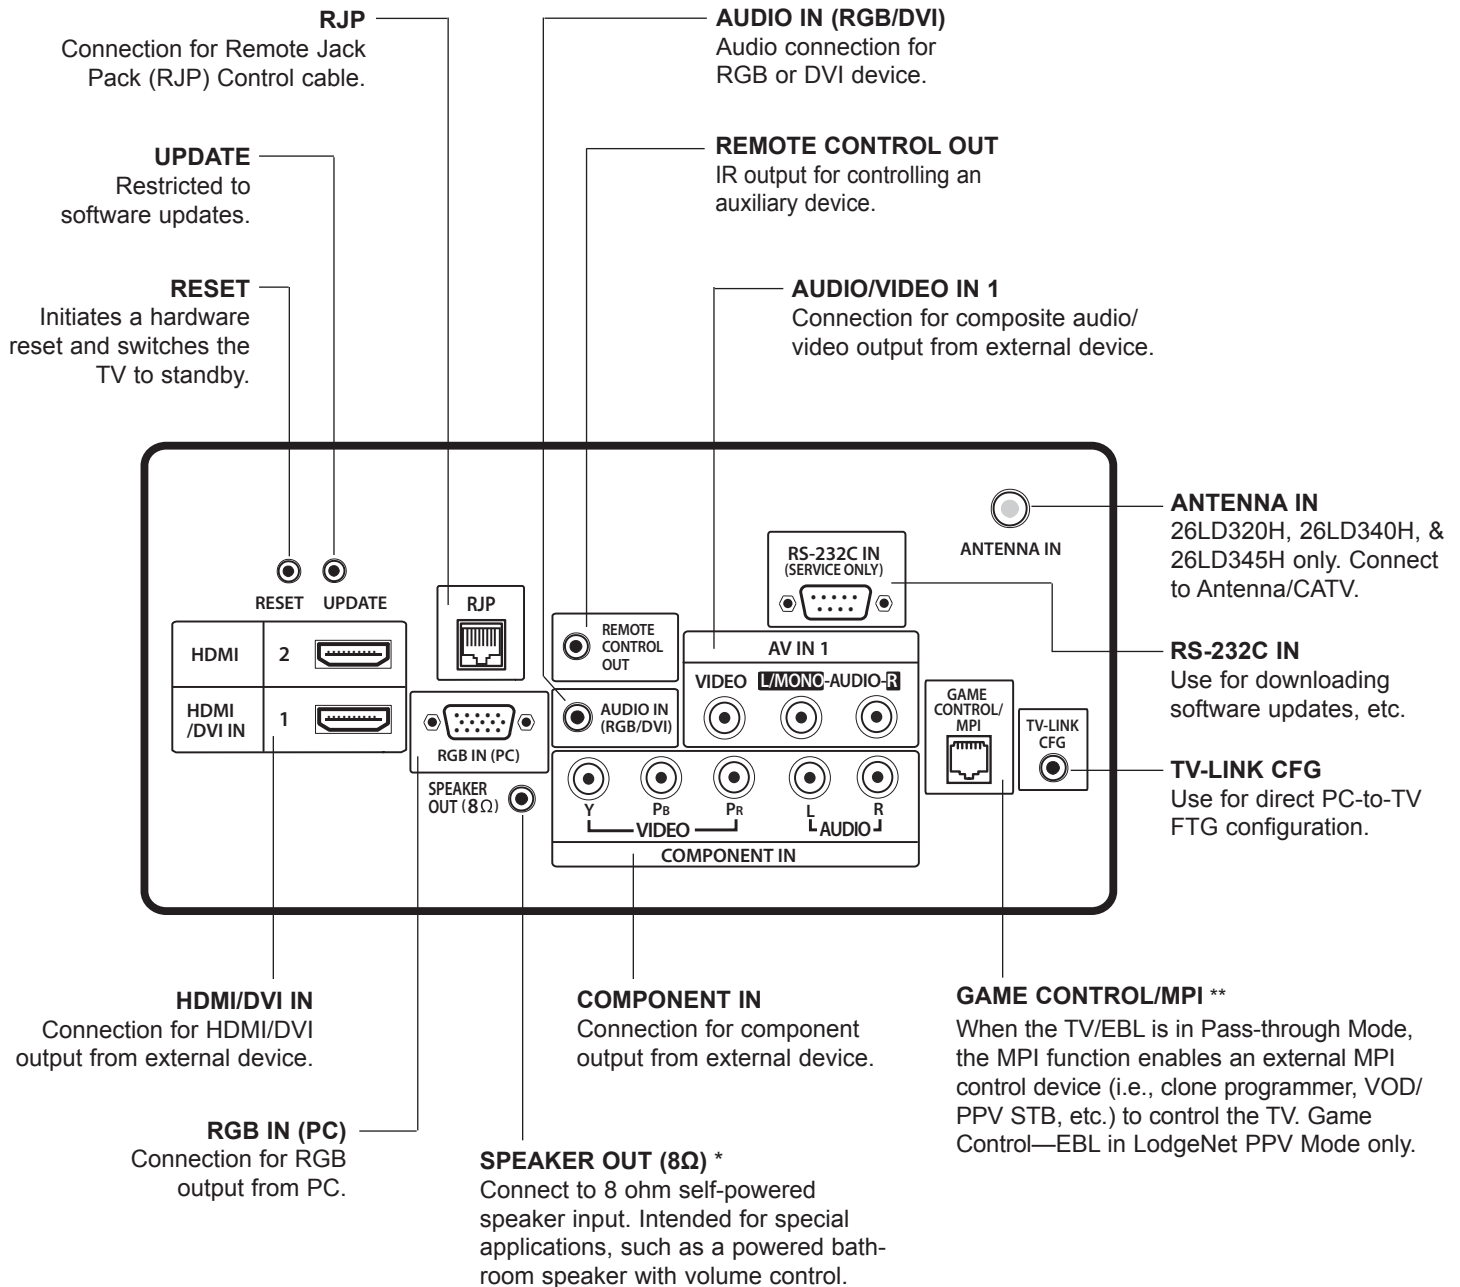 RJP
Connection for Remote Jack
Pack (RJP) Control cable.
AUDIO IN (RGB/DVI)
Audio connection for
RGB or DVI device.
UPDATE
Restricted to
software updates.
REMOTE CONTROL OUT
IR output for controlling an
auxiliary device.
RESET
Initiates a hardware
reset and switches the
TV to standby.
AUDIO/VIDEO IN 1
Connection for composite audio/
video output from external device.
ANTENNA IN
26LD320H, 26LD340H, &
26LD345H only. Connect
to Antenna/CATV.
RS-232C IN
Use for downloading
software updates, etc.
TV-LINK CFG
Use for direct PC-to-TV
FTG configuration.
RESET UPDATE
HDMI 2
HDMI
/DVI IN
1
RJP
RGB IN (PC)
SPEAKER
OUT (8Ω)
REMOTE
CONTROL
OUT
AUDIO IN
(RGB/DVI)
RS-232C IN
(SERVICE ONLY)
ANTENNA IN
AV IN 1
VIDEO L/MONO-AUDIO-R
GAME
CONTROL/
MPI
TV-LINK
CFG
Y PB PR L R
VIDEO AUDIO
COMPONENT IN
HDMI/DVI IN
Connection for HDMI/DVI
output from external device.
RGB IN (PC)
Connection for RGB
output from PC.
COMPONENT IN
Connection for component
output from external device.
SPEAKER OUT (8Ω) *
Connect to 8 ohm self-powered
speaker input. Intended for special
applications, such as a powered bath-
room speaker with volume control.
GAME CONTROL/MPI **
When the TV/EBL is in Pass-through Mode,
the MPI function enables an external MPI
control device (i.e., clone programmer, VOD/
PPV STB, etc.) to control the TV. Game
Control—EBL in LodgeNet PPV Mode only.